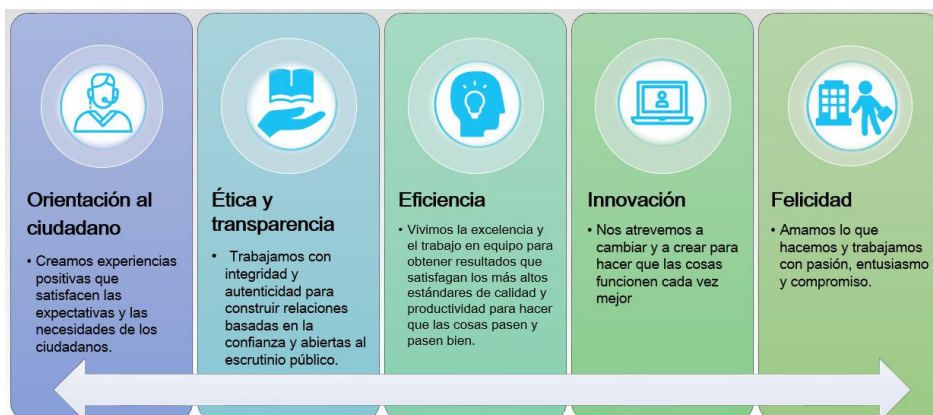 Orientación al
ciudadano
• Creamos experiencias
positivas que
satisfacen las
expectativas y las
necesidades de los
ciudadanos.
Ética y
transparencia
• Trabajamos con
integridad y
autenticidad para
construir relaciones
basadas en la
confianza y abiertas al
escrutinio público.
Eficiencia
• Vivimos la excelencia y
el trabajo en equipo para
obtener resultados que
satisfagan los más altos
estándares de calidad y
productividad para hacer
que las cosas pasen y
pasen bien.
Innovación
• Nos atrevemos a
cambiar y a crear para
hacer que las cosas
funcionen cada vez
mejor
Felicidad
• Amamos lo que
hacemos y trabajamos
con pasión, entusiasmo
y compromiso.